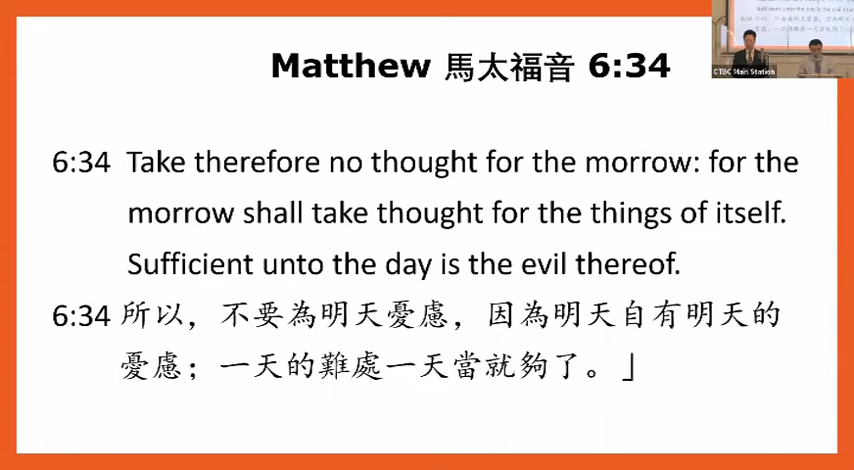 Matthew 馬太福音 6:34
6:34 Take therefore no thought for the morrow: for the
morrow shall take thought for the things of itself.
Sufficient unto the day is the evil thereof.
6:34 所以，不要為明天憂慮，因為明天自有明天的
憂慮；一天的難處一天當就夠了。」
CTBC Main Station